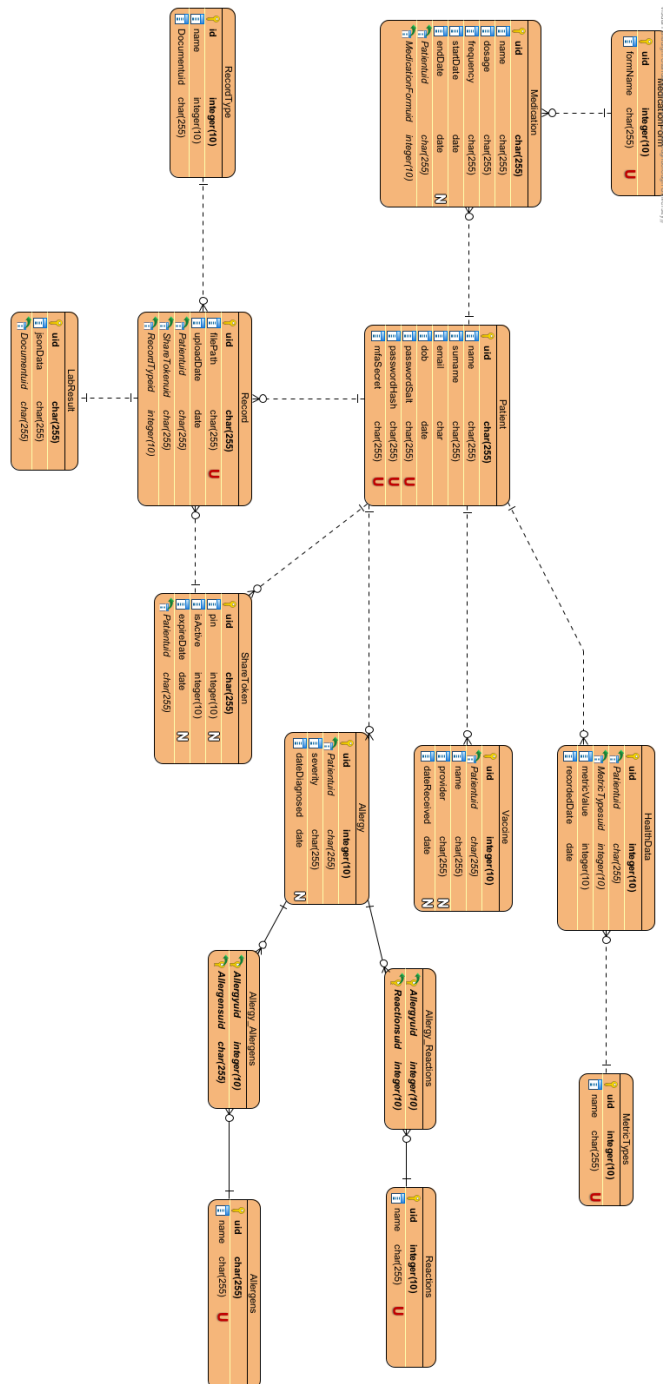 MedicationForm
uid integer(10)
formName char(255) U
HealthData
uid integer(10)
Patientuid char(255)
MetricTypesuid integer(10)
metricValue integer(10)
recordedDate date
MetricTypes
uid integer(10)
name char(255) U
Medication
uid char(255)
name char(255)
dosage char(255)
frequency char(255)
startDate date
endDate date N
Patientuid char(255)
MedicationFormuid integer(10)
Patient
uid char(255)
name char(255)
surname char(255)
email char
dob date
passwordSalt char(255) U
passwordHash char(255) U
mfaSecret char(255) U
Vaccine
uid integer(10)
Patientuid char(255)
name char(255)
provider char(255) N
dateReceived date N
Allergy_Reactions
Allergyuid integer(10)
Reactionsuid integer(10)
Reactions
uid integer(10)
name char(255) U
Allergy
uid integer(10)
Patientuid char(255)
severity char(255)
dateDiagnosed date N
Allergy_Allergens
Allergyuid integer(10)
Allergensuid char(255)
Allergens
uid char(255)
name char(255) U
RecordType
id integer(10)
name integer(10)
Documentuid char(255)
Record
uid char(255)
filePath char(255) U
uploadDate date
Patientuid char(255)
ShareTokenuid char(255)
RecordTypeid integer(10)
ShareToken
uid char(255)
pin integer(10) N
isActive integer(10)
expireDate date N
Patientuid char(255)
LabResult
uid char(255)
jsonData char(255)
Documentuid char(255)